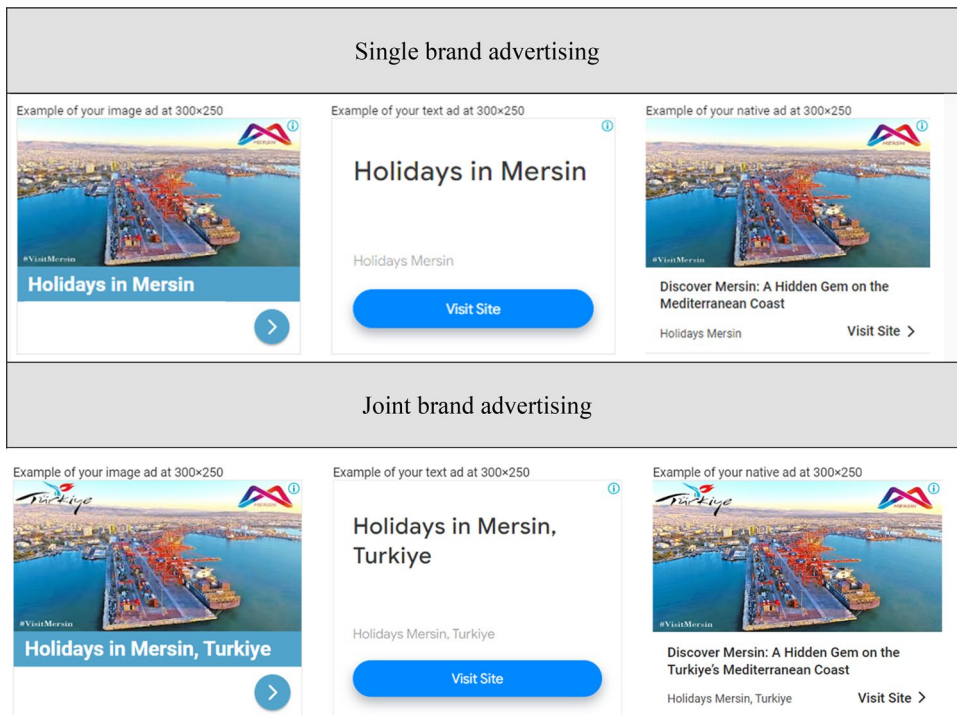 Single brand advertising
Example of your image ad at 300×250
Example of your text ad at 300×250
Example of your native ad at 300×250
MERSIN
#VisitMersin
Holidays in Mersin
Holidays in Mersin
Holidays Mersin
Visit Site
MERSIN
#VisitMersin
Discover Mersin: A Hidden Gem on the
Mediterranean Coast
Holidays Mersin
Visit Site
Joint brand advertising
Example of your image ad at 300×250
Example of your text ad at 300×250
Example of your native ad at 300×250
Türkiye
MERSIN
#VisitMersin
Holidays in Mersin, Turkiye
Holidays in Mersin,
Turkiye
Holidays Mersin, Turkiye
Visit Site
Türkiye
MERSIN
#VisitMersin
Discover Mersin: A Hidden Gem on the
Turkiye's Mediterranean Coast
Holidays Mersin, Turkiye
Visit Site